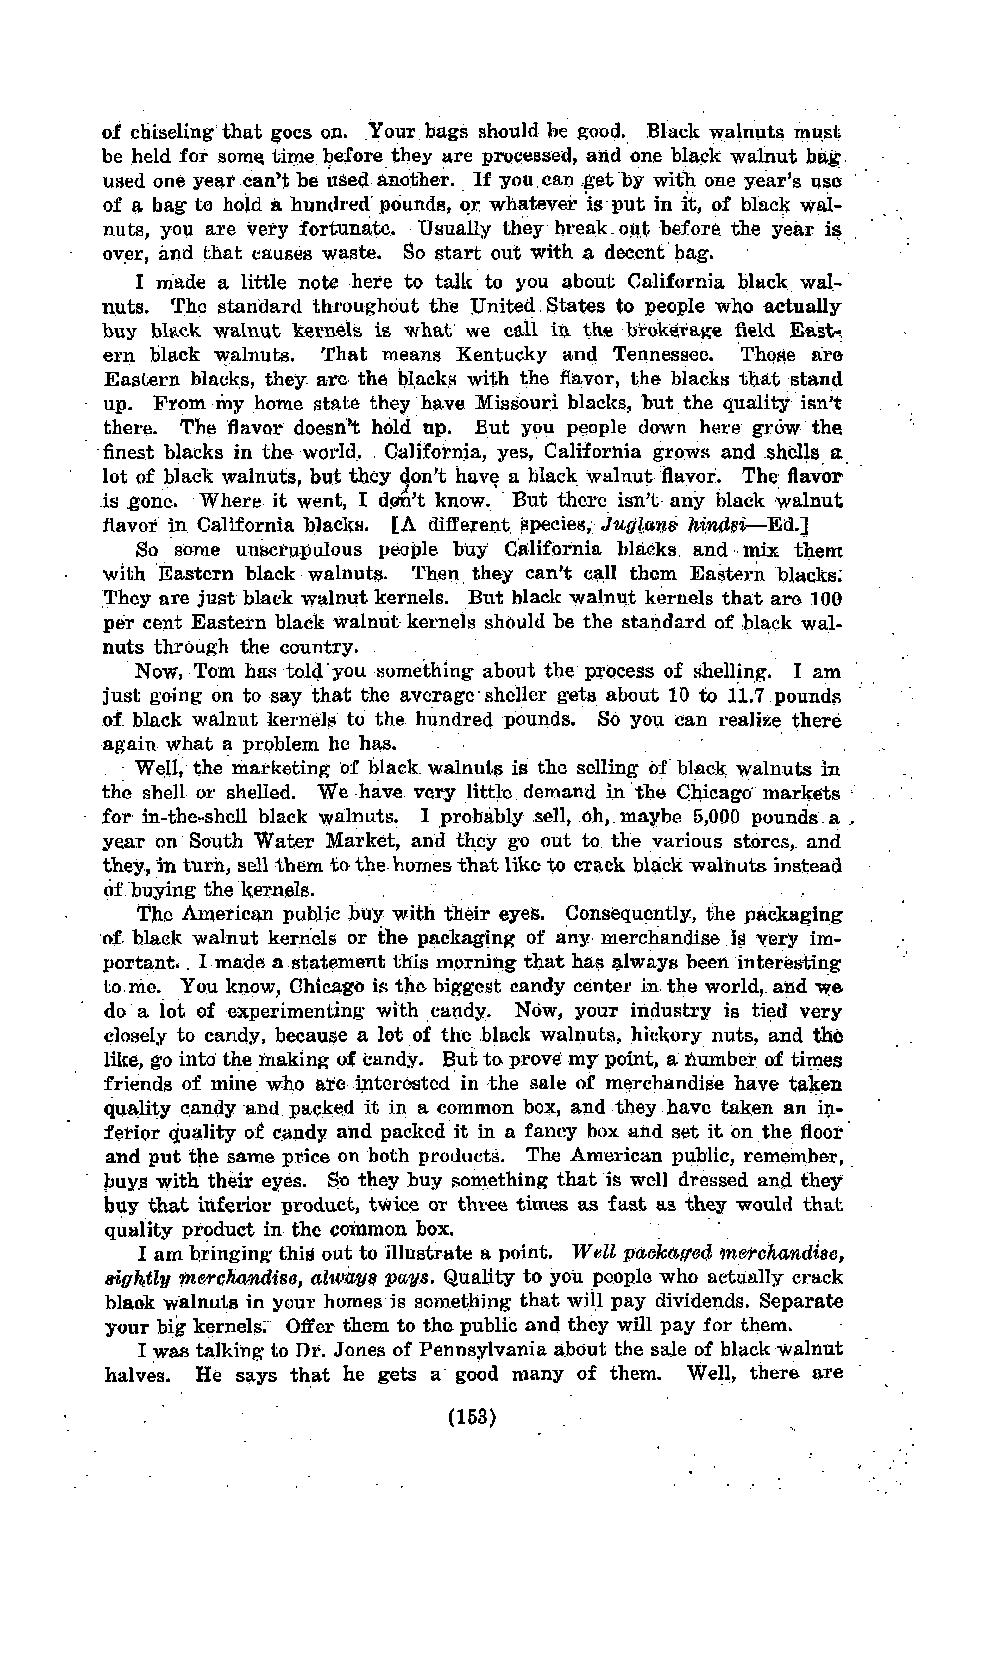 of chiseling that goes on. Your bags should be good. Black walnuts must
be held for some time before they are processed, and one black walnut bag
used one year can't be used another. If you can get by with one year's use
of a bag to hold a hundred pounds, or whatever is put in it, of black wal-
nuts, you are very fortunate. Usually they break out before the year is
over, and that causes waste. So start out with a decent bag.
I made a little note here to talk to you about California black wal-
nuts. The standard throughout the United States to people who actually
buy black walnut kernels is what we call in the brokerage field East-
ern black walnuts. That means Kentucky and Tennessee. Those are
Eastern blacks, they are the blacks with the flavor, the blacks that stand
up. From my home state they have Missouri blacks, but the quality isn't
there. The flavor doesn't hold up. But you people down here grow the
finest blacks in the world. California, yes, California grows and shells a
lot of black walnuts, but they don't have a black walnut flavor. The flavor
is gone. Where it went, I don't know. But there isn't any black walnut
flavor in California blacks. [A different species, Juglans hindsi—Ed.]
So some unscrupulous people buy California blacks and mix them
with Eastern black walnuts. Then they can't call them Eastern blacks.
They are just black walnut kernels. But black walnut kernels that are 100
per cent Eastern black walnut kernels should be the standard of black wal-
nuts through the country.
Now, Tom has told you something about the process of shelling. I am
just going on to say that the average sheller gets about 10 to 11.7 pounds
of black walnut kernels to the hundred pounds. So you can realize there
again what a problem he has.
Well, the marketing of black walnuts is the selling of black walnuts in
the shell or shelled. We have very little demand in the Chicago markets
for in-the-shell black walnuts. I probably sell, oh, maybe 5,000 pounds a
year on South Water Market, and they go out to the various stores, and
they, in turn, sell them to the homes that like to crack black walnuts instead
of buying the kernels.
The American public buy with their eyes. Consequently, the packaging
of black walnut kernels or the packaging of any merchandise is very im-
portant. I made a statement this morning that has always been interesting
to me. You know, Chicago is the biggest candy center in the world, and we
do a lot of experimenting with candy. Now, your industry is tied very
closely to candy, because a lot of the black walnuts, hickory nuts, and the
like, go into the making of candy. But to prove my point, a number of times
friends of mine who are interested in the sale of merchandise have taken
quality candy and packed it in a common box, and they have taken an in-
ferior quality of candy and packed it in a fancy box and set it on the floor
and put the same price on both products. The American public, remember,
buys with their eyes. So they buy something that is well dressed and they
buy that inferior product, twice or three times as fast as they would that
quality product in the common box.
I am bringing this out to illustrate a point. Well packaged merchandise,
sightly merchandise, always pays. Quality to you people who actually crack
black walnuts in your homes is something that will pay dividends. Separate
your big kernels. Offer them to the public and they will pay for them.
I was talking to Dr. Jones of Pennsylvania about the sale of black walnut
halves. He says that he gets a good many of them. Well, there are
(153)